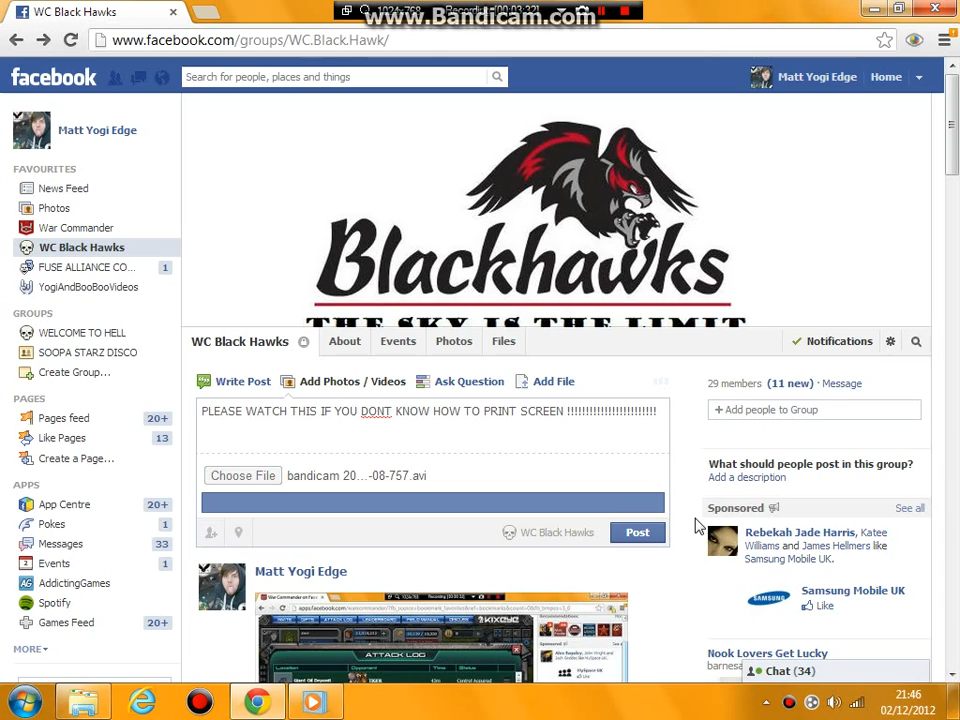 WC Black Hawks
1024x768 Recording [00:03:32]
www.Bandicam.com
www.facebook.com/groups/WC.Black.Hawk/
facebook
Search for people, places and things
Matt Yogi Edge
Home
Matt Yogi Edge
FAVOURITES
News Feed
Photos
War Commander
WC Black Hawks
FUSE ALLIANCE CO... 1
YogiAndBooBooVideos
GROUPS
WELCOME TO HELL
SOOPA STARZ DISCO
Create Group...
PAGES
Pages feed 20+
Like Pages 13
Create a Page...
APPS
App Centre 20+
Pokes 1
Messages 33
Events 1
AddictingGames
Spotify
Games Feed 20+
MORE
Blackhawks
THE SKY IS THE LIMIT
WC Black Hawks
About
Events
Photos
Files
Notifications
Write Post
Add Photos / Videos
Ask Question
Add File
PLEASE WATCH THIS IF YOU DONT KNOW HOW TO PRINT SCREEN !!!!!!!!!!!!!!!!!!!!!!!!!
Choose File bandicam 20...-08-757.avi
WC Black Hawks
Post
Matt Yogi Edge
ATTACK LOG
29 members (11 new) · Message
+ Add people to Group
What should people post in this group?
Add a description
Sponsored
See all
Rebekah Jade Harris, Katee
Williams and James Hellmers like
Samsung Mobile UK.
SAMSUNG
Samsung Mobile UK
Like
Nook Lovers Get Lucky
barnesa
Chat (34)
21:46
02/12/2012